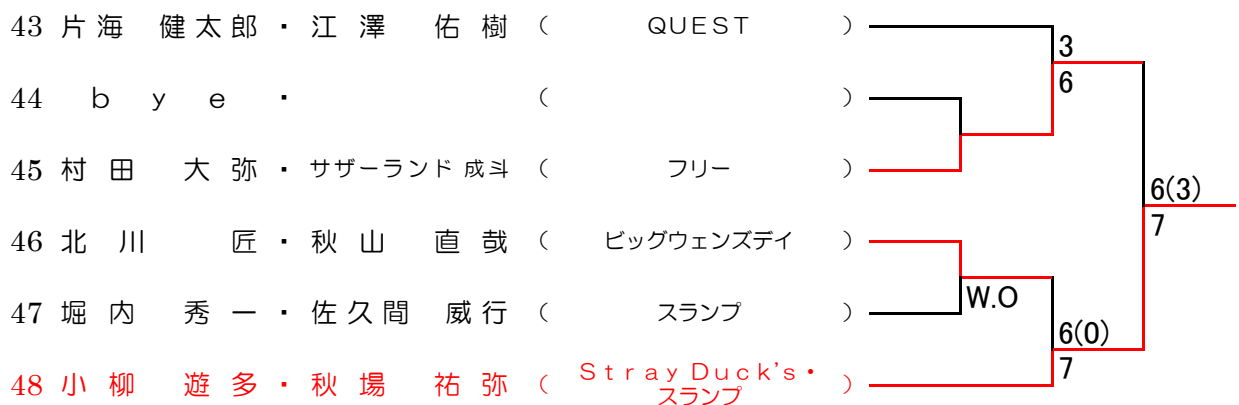 43 片海 健太郎・江澤 佑樹 ( QUEST )
3
6
44 bye・ ( )
45 村田 大弥・サザーランド 成斗 ( フリー )
6(3)
7
46 北川 匠・秋山 直哉 ( ビッグウェンズデイ )
W.O
47 堀内 秀一・佐久間 威行 ( スランプ )
6(0)
7
48 小柳 遊多・秋場 祐弥 ( Stray Duck's・
スランプ )